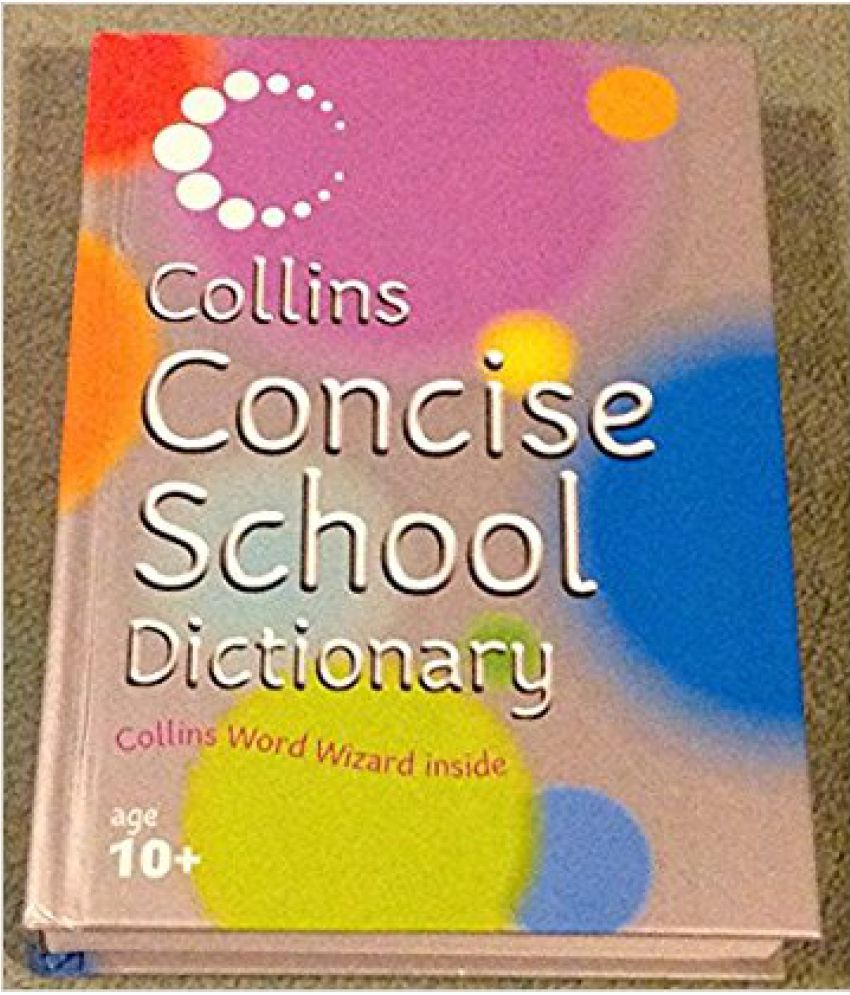 Collins
Concise
School
Dictionary
Collins Word Wizard inside
age
10+